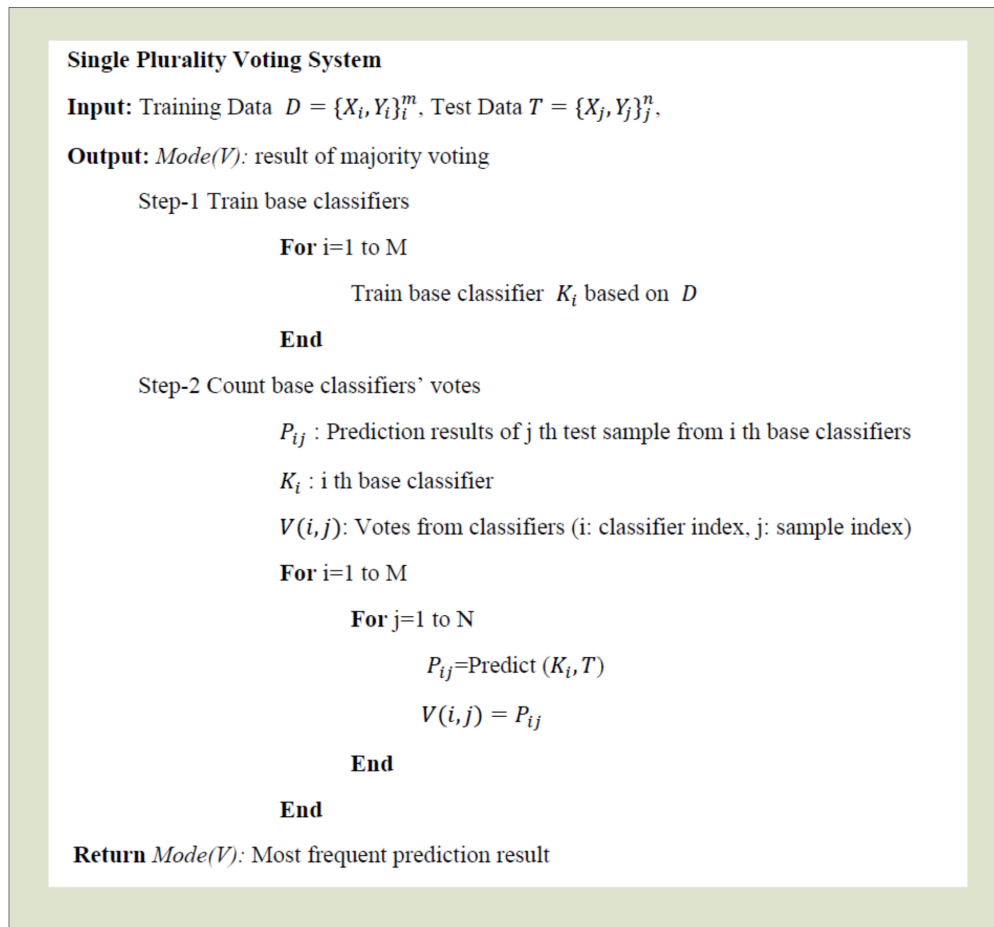 Single Plurality Voting System
Input: Training Data D = {X_i, Y_i}_i^m, Test Data T = {X_j, Y_j}_j^n,
Output: Mode(V): result of majority voting
Step-1 Train base classifiers
For i=1 to M
Train base classifier K_i based on D
End
Step-2 Count base classifiers’ votes
P_ij : Prediction results of j th test sample from i th base classifiers
K_i : i th base classifier
V(i,j): Votes from classifiers (i: classifier index, j: sample index)
For i=1 to M
For j=1 to N
P_ij=Predict (K_i, T)
V(i,j) = P_ij
End
End
Return Mode(V): Most frequent prediction result